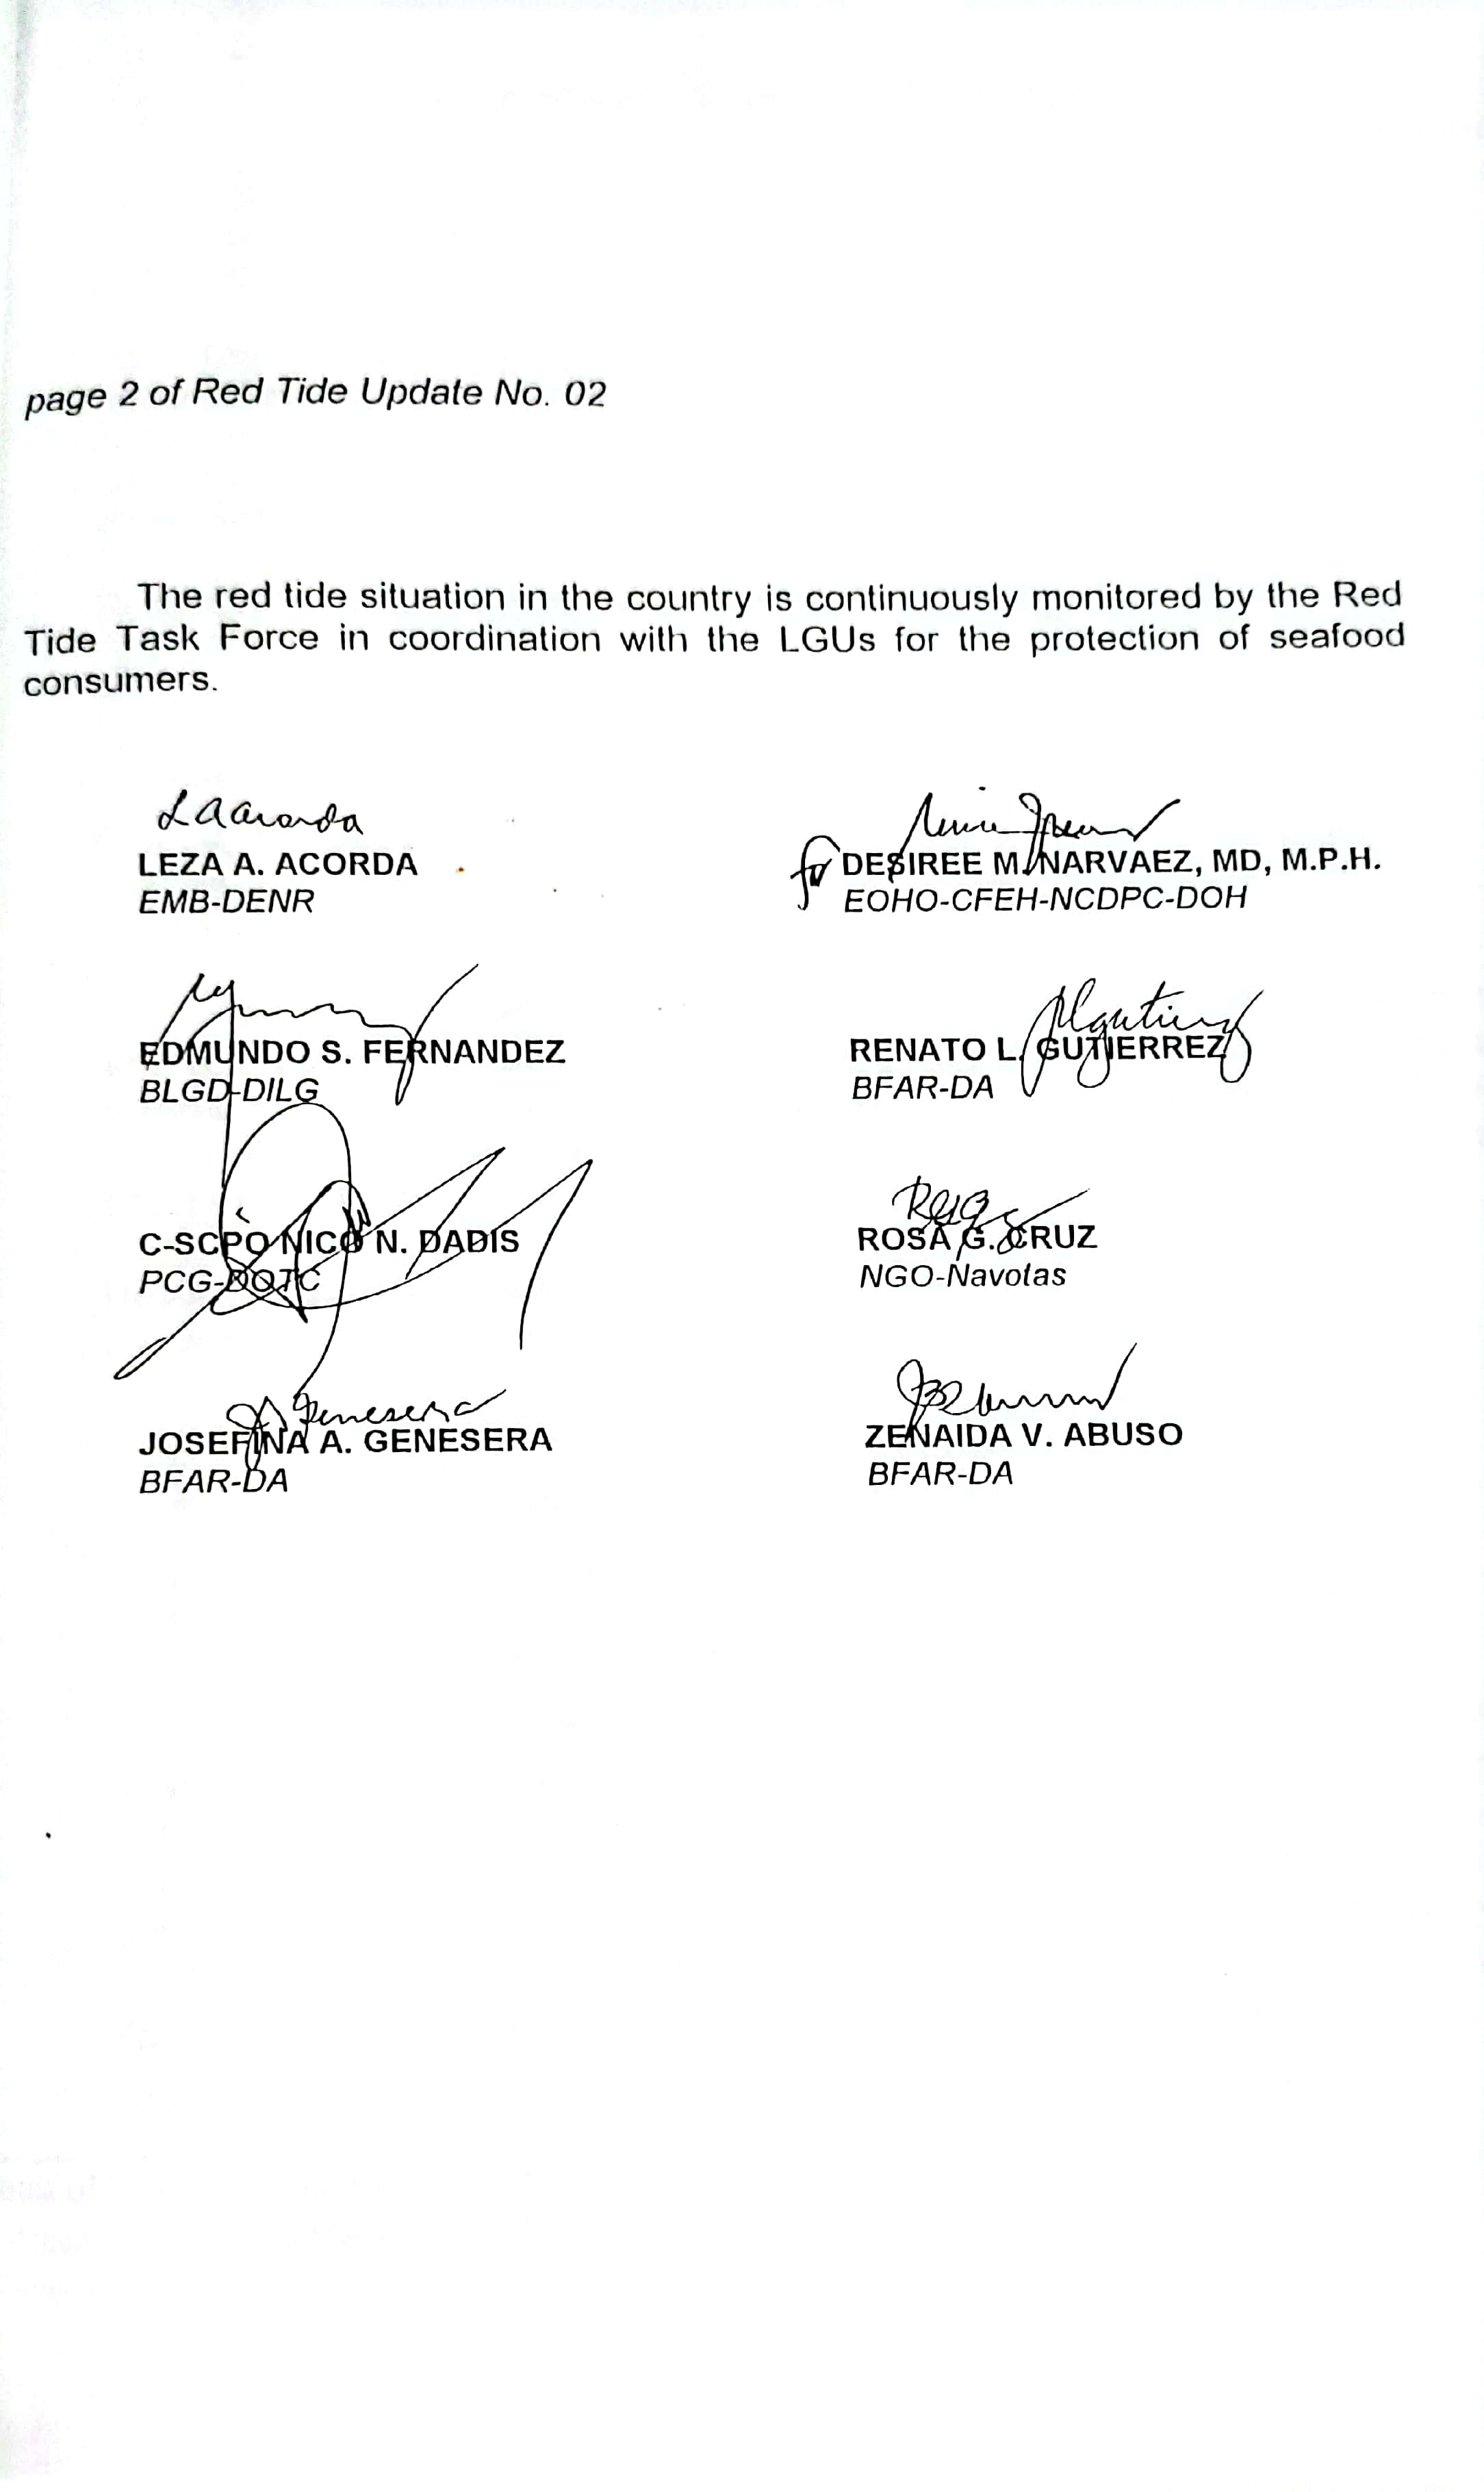 page 2 of Red Tide Update No. 02
The red tide situation in the country is continuously monitored by the Red
Tide Task Force in coordination with the LGUs for the protection of seafood
consumers.
LEZA A. ACORDA
EMB-DENR
for DESIREE M. NARVAEZ, MD, M.P.H.
EOHO-CFEH-NCDPC-DOH
EDMUNDO S. FERNANDEZ
BLGD-DILG
RENATO L. GUTIERREZ
BFAR-DA
C-SCPO NICO N. DADIS
PCG-DOTC
ROSA G. CRUZ
NGO-Navotas
JOSEFINA A. GENESERA
BFAR-DA
ZENAIDA V. ABUSO
BFAR-DA